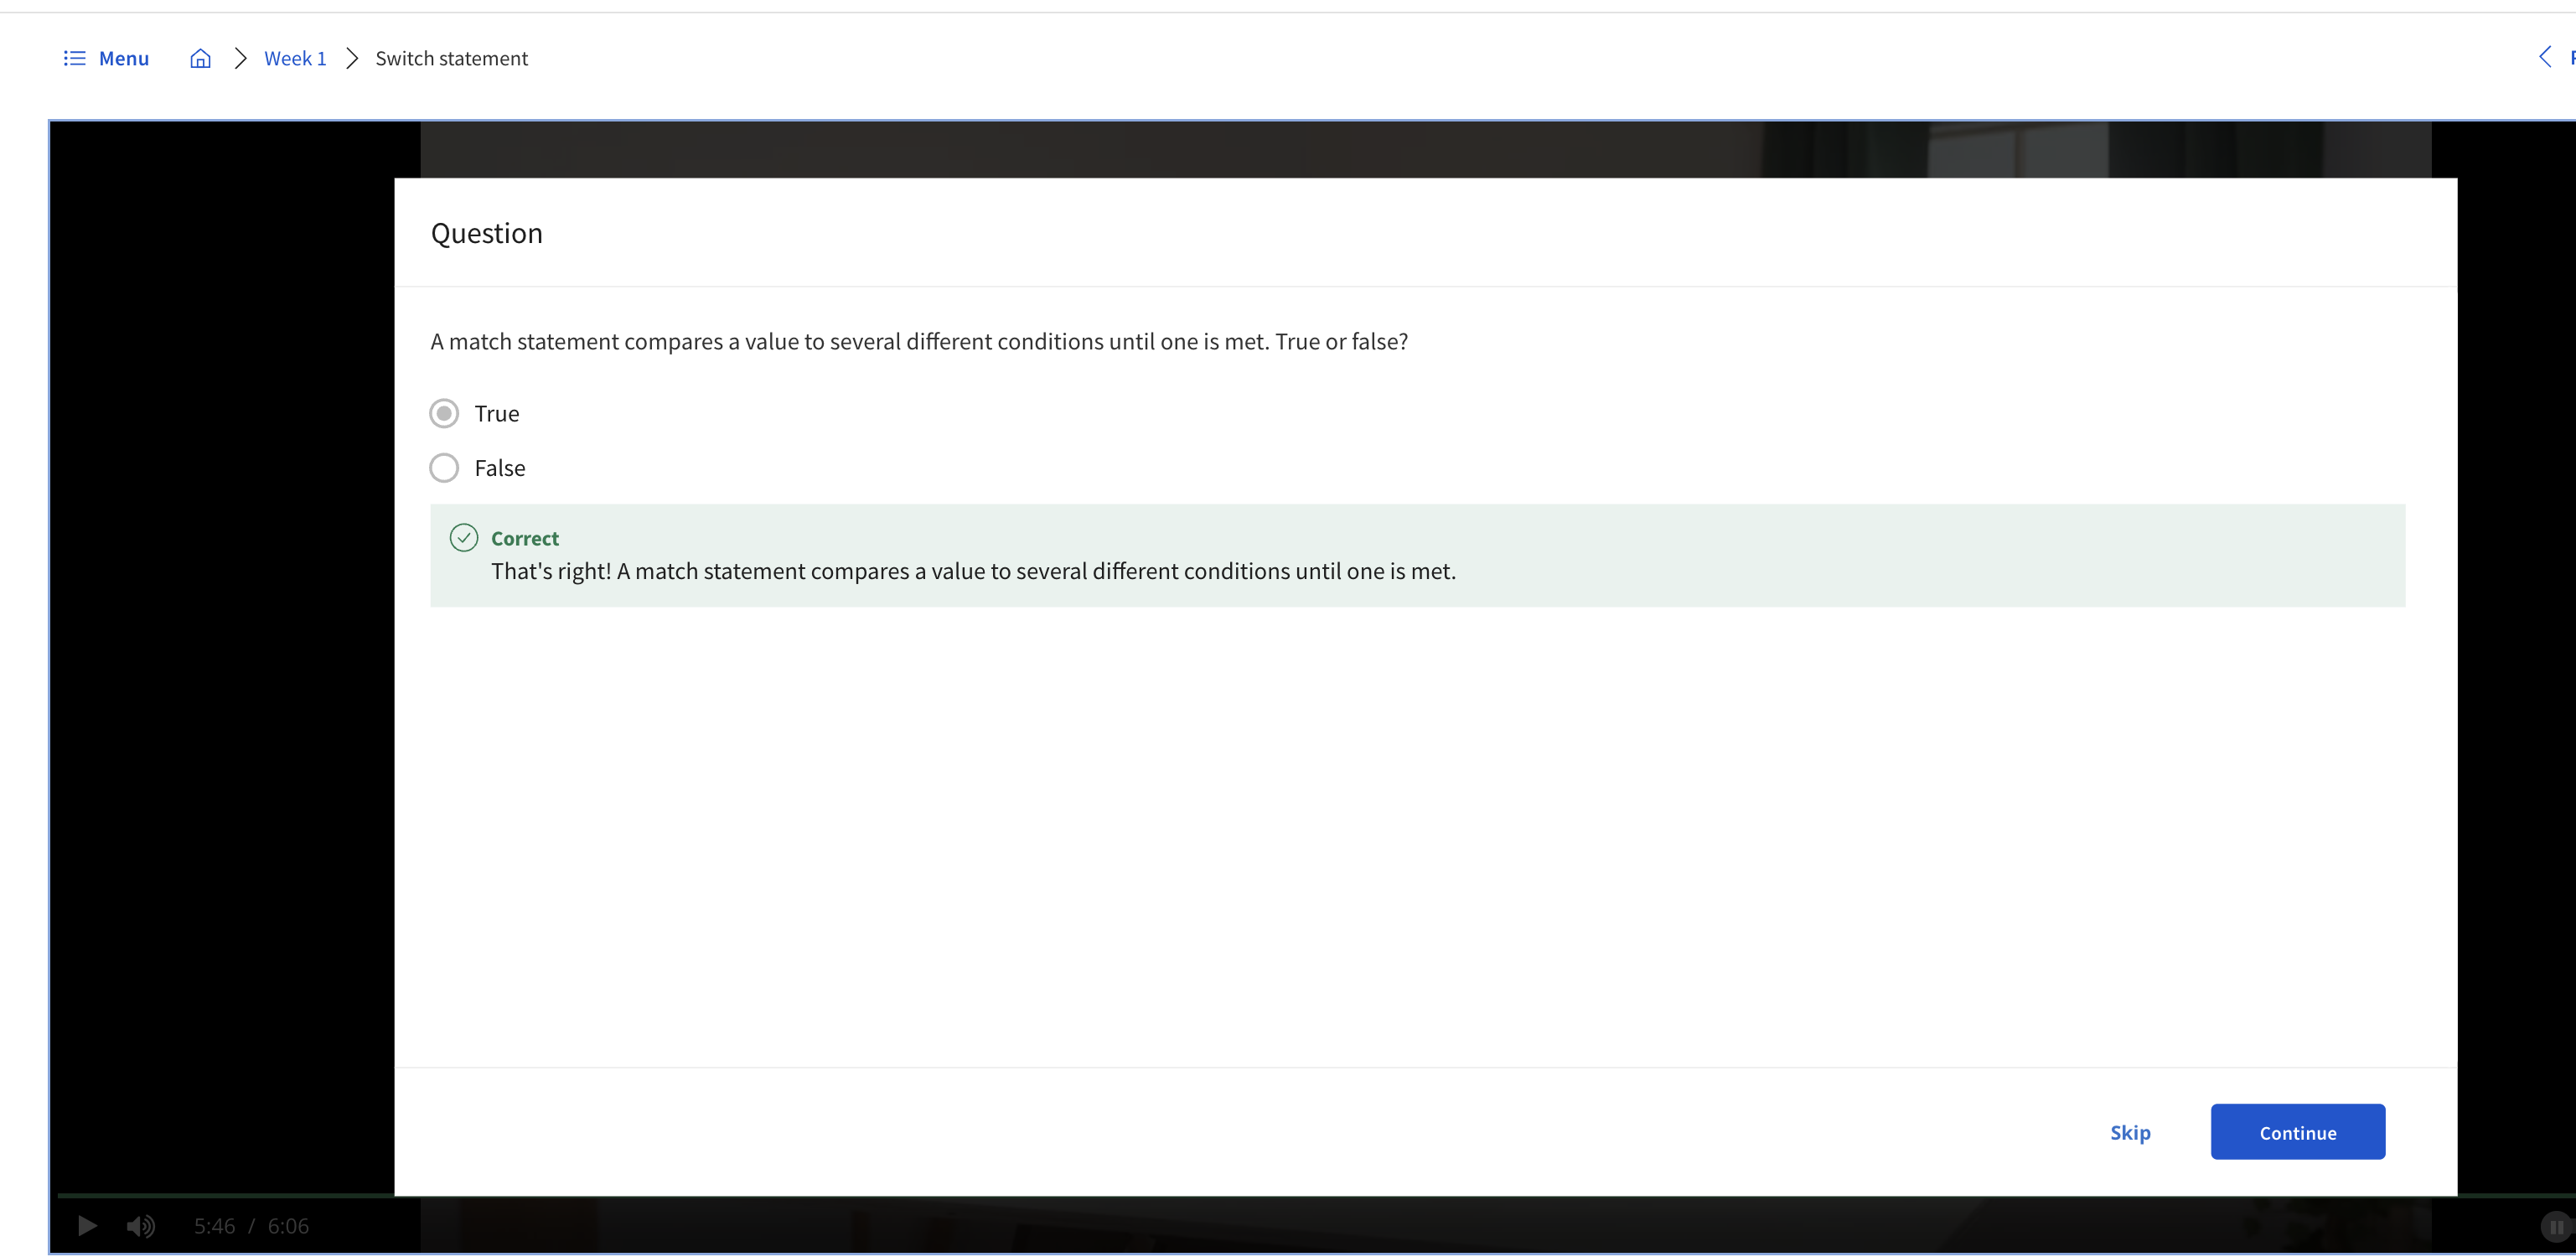 Menu Week 1 Switch statement
Question
A match statement compares a value to several different conditions until one is met. True or false?
True
False
Correct
That's right! A match statement compares a value to several different conditions until one is met.
Skip Continue
5:46 / 6:06